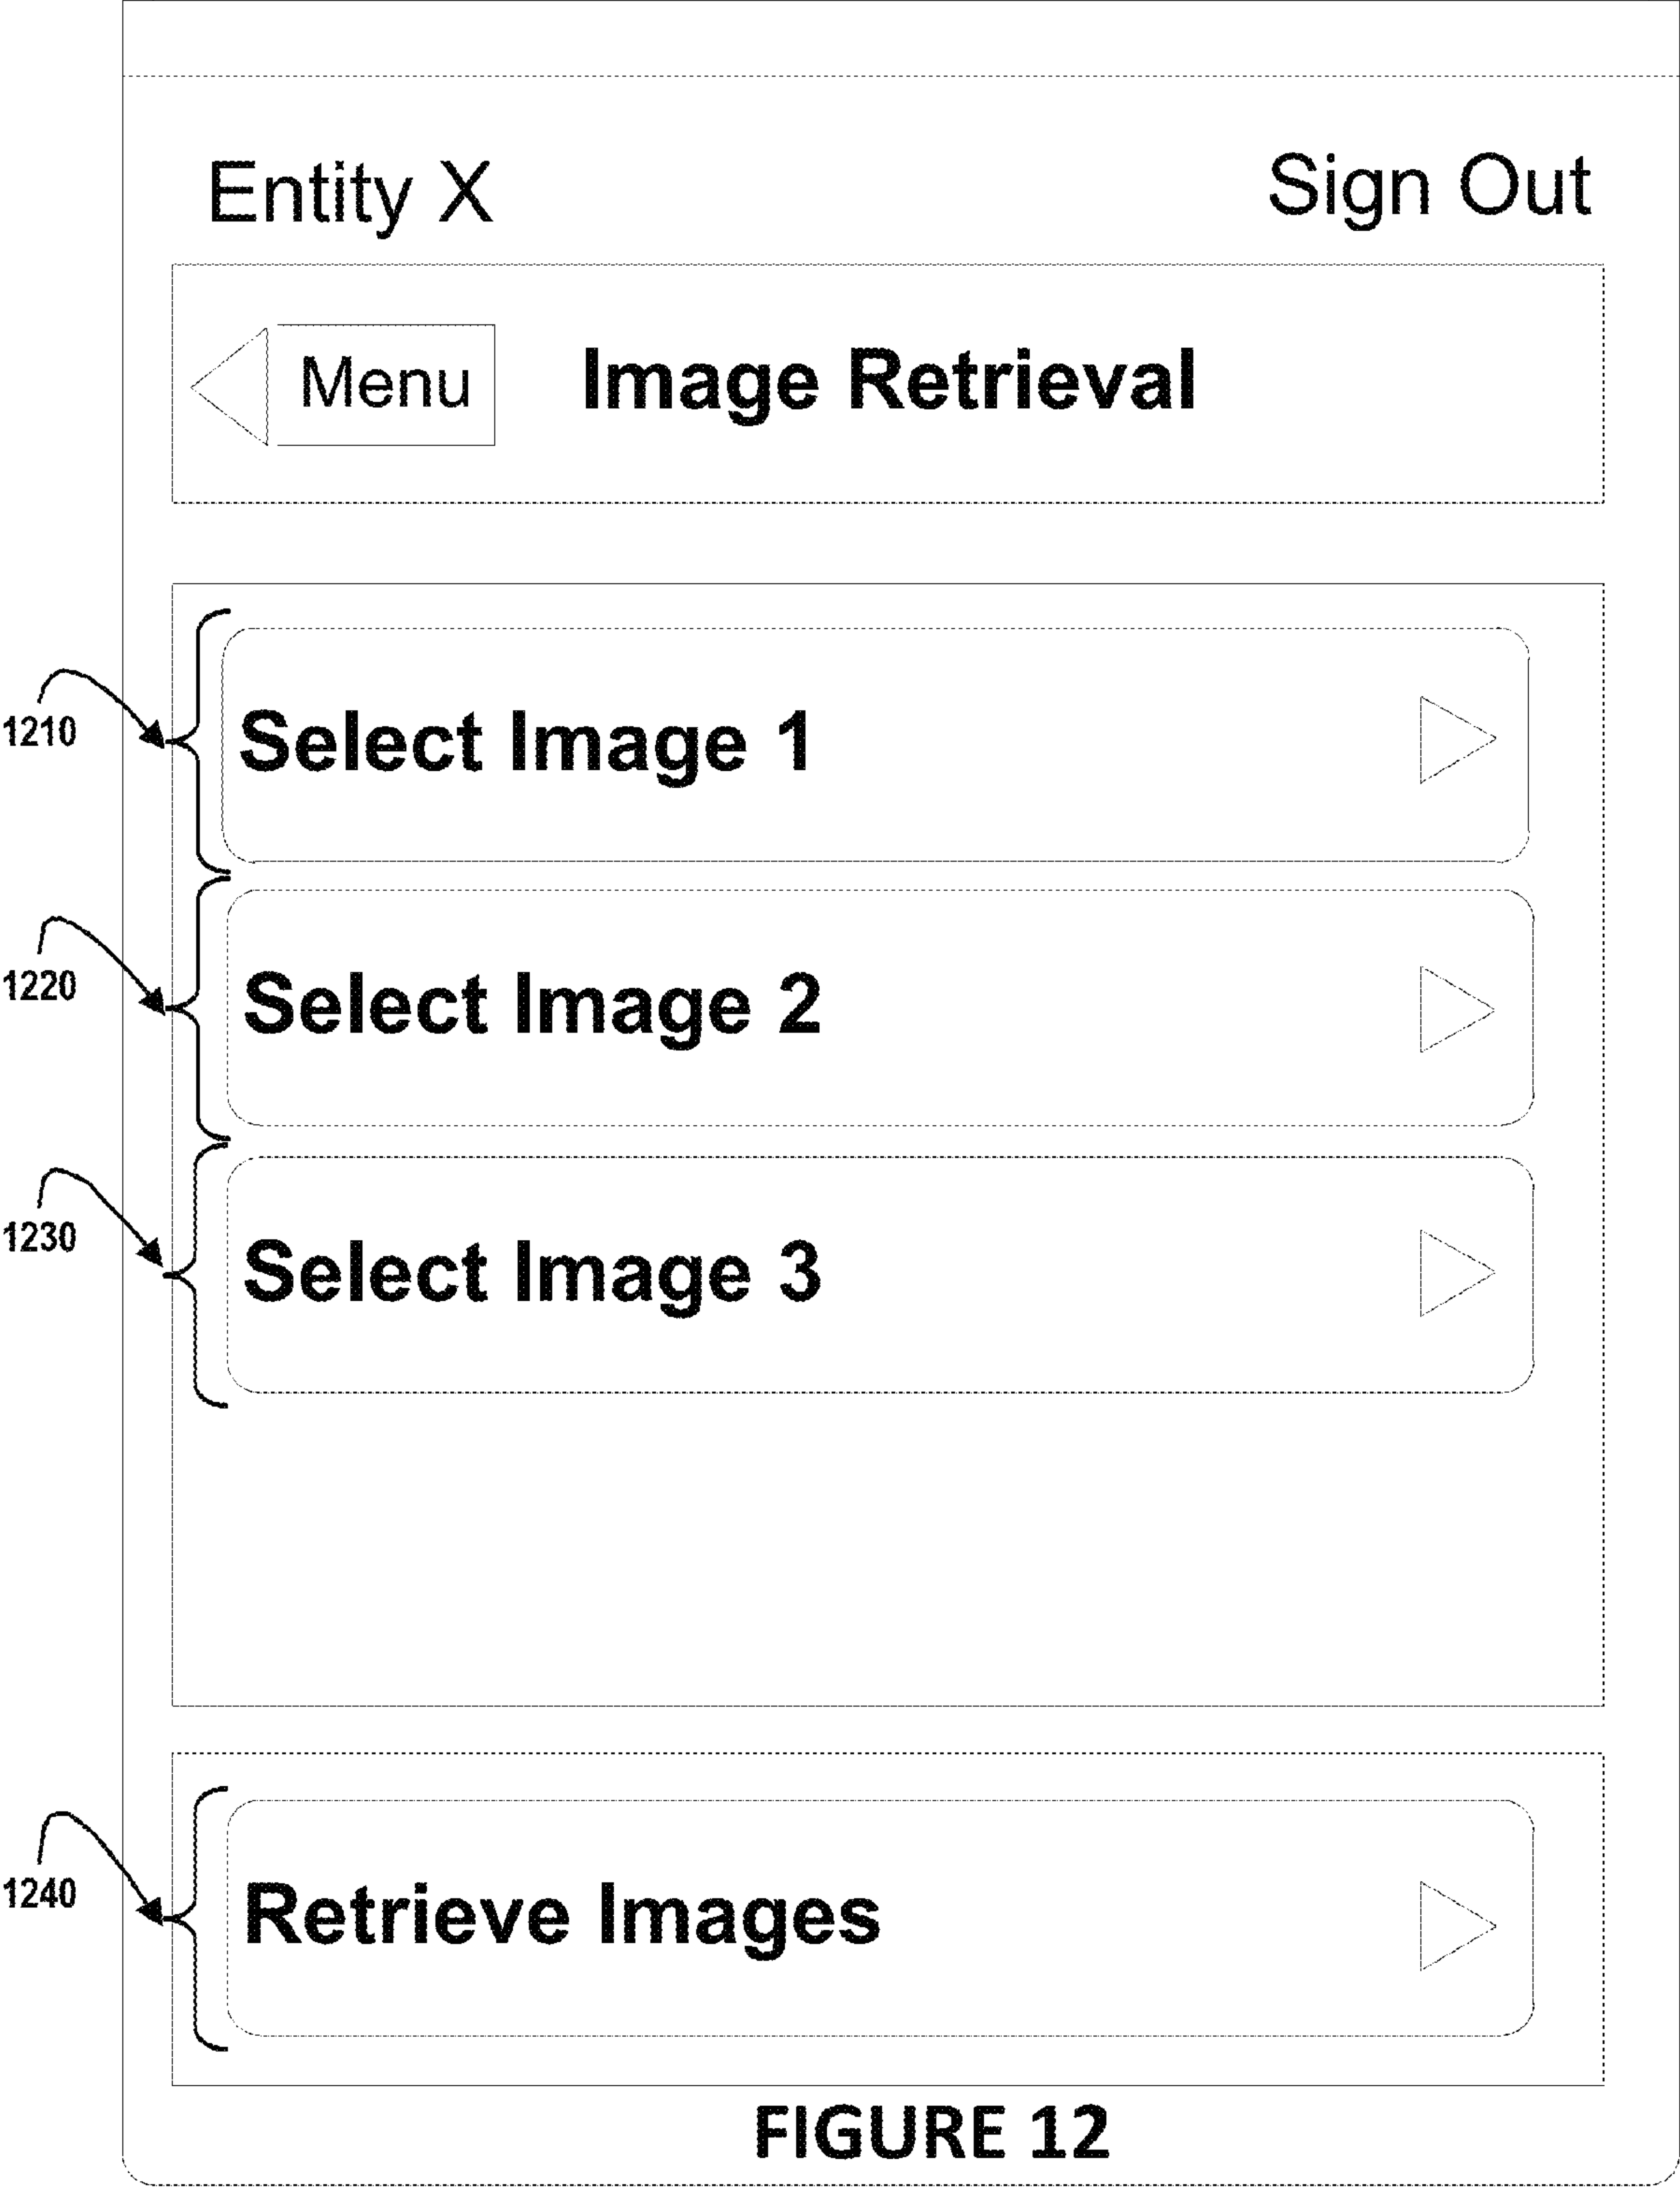 Entity X Sign Out
Menu Image Retrieval
1210 Select Image 1
1220 Select Image 2
1230 Select Image 3
1240 Retrieve Images
FIGURE 12